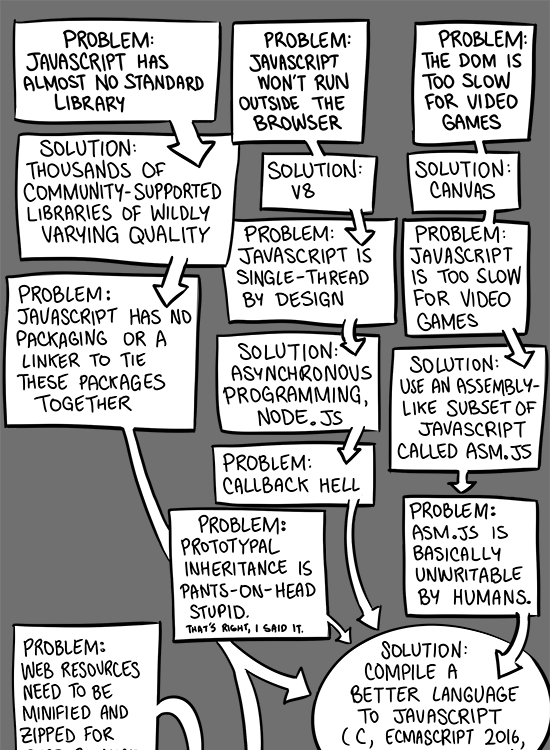 PROBLEM:
JAVASCRIPT HAS
ALMOST NO STANDARD
LIBRARY
SOLUTION:
THOUSANDS OF
COMMUNITY-SUPPORTED
LIBRARIES OF WILDLY
VARYING QUALITY
PROBLEM:
JAVASCRIPT HAS NO
PACKAGING OR A
LINKER TO TIE
THESE PACKAGES
TOGETHER
PROBLEM:
JAVASCRIPT
WON'T RUN
OUTSIDE THE
BROWSER
SOLUTION:
V8
PROBLEM:
JAVASCRIPT IS
SINGLE-THREAD
BY DESIGN
SOLUTION:
ASYNCHRONOUS
PROGRAMMING,
NODE.JS
PROBLEM:
CALLBACK HELL
PROBLEM:
THE DOM IS
TOO SLOW
FOR VIDEO
GAMES
SOLUTION:
CANVAS
PROBLEM:
JAVASCRIPT
IS TOO SLOW
FOR VIDEO
GAMES
SOLUTION:
USE AN ASSEMBLY-
LIKE SUBSET OF
JAVASCRIPT
CALLED ASM.JS
PROBLEM:
ASM.JS IS
BASICALLY
UNWRITABLE
BY HUMANS.
PROBLEM:
PROTOTYPAL
INHERITANCE IS
PANTS-ON-HEAD
STUPID.
THAT'S RIGHT, I SAID IT.
PROBLEM:
WEB RESOURCES
NEED TO BE
MINIFIED AND
ZIPPED FOR
SOLUTION:
COMPILE A
BETTER LANGUAGE
TO JAVASCRIPT
(C, ECMASCRIPT 2016,